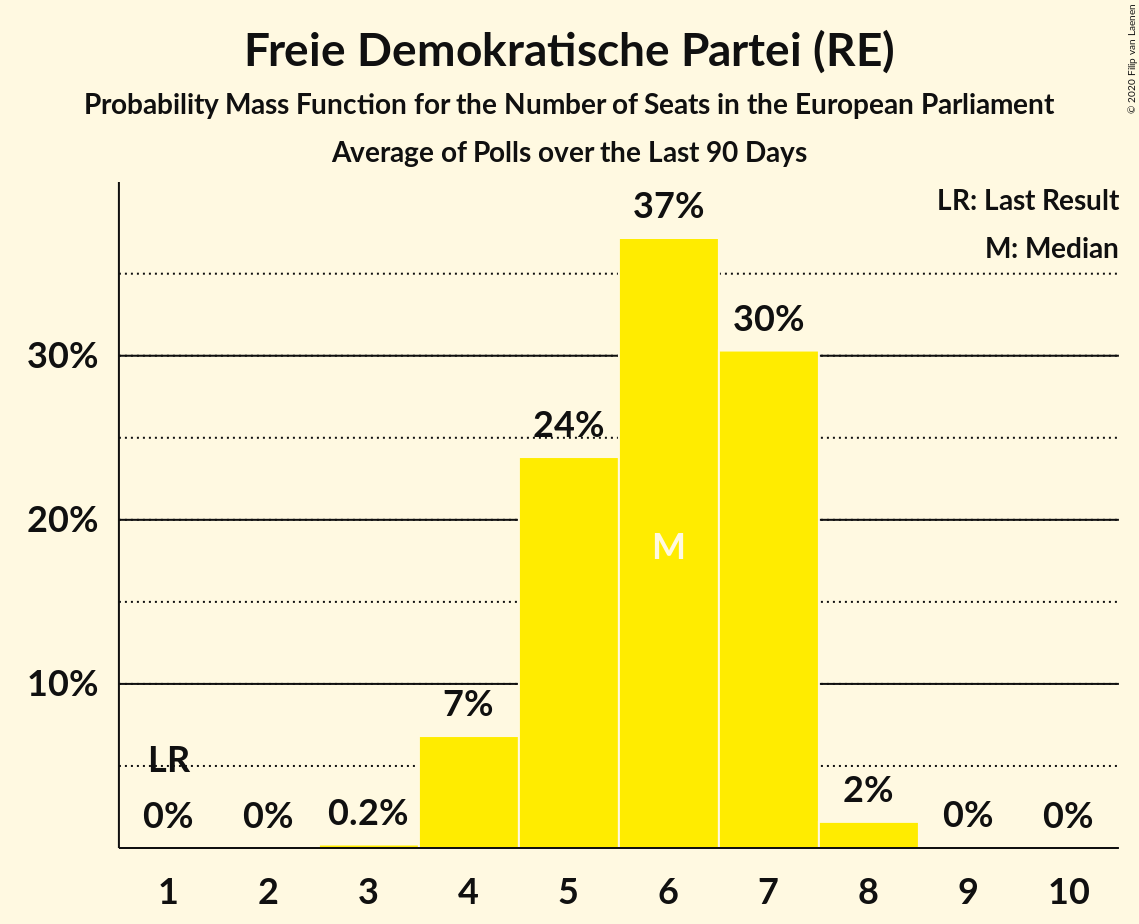 Freie Demokratische Partei (RE)
Probability Mass Function for the Number of Seats in the European Parliament
Average of Polls over the Last 90 Days
© 2020 Filip van Laenen
LR: Last Result
M: Median
37%
30%
30%
24%
20%
M
10%
7%
LR
2%
0%
0%
0.2%
0%
0%
1
2
3
4
5
6
7
8
9
10